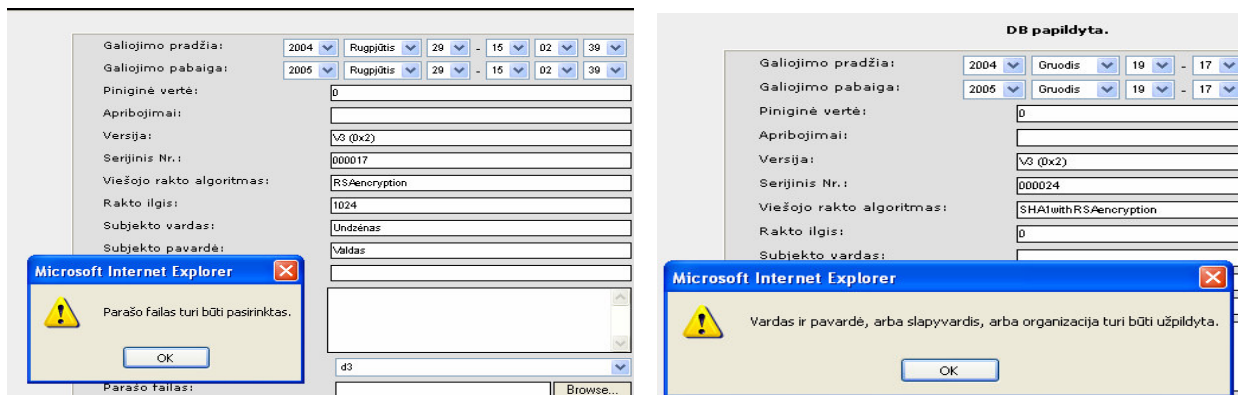 Galiojimo pradžia: 2004 Rugpjūtis 29 - 15 02 39
Galiojimo pabaiga: 2005 Rugpjūtis 29 - 15 02 39
Piniginė vertė: 0
Apribojimai:
Versija: V3 (0x2)
Serijinis Nr.: 000017
Viešojo rakto algoritmas: RSAencryption
Rakto ilgis: 1024
Subjekto vardas: Undzėnas
Subjekto pavardė: Valdas
Microsoft Internet Explorer
Parašo failas turi būti pasirinktas.
OK
d3
Parašo failas: Browse...
DB papildyta.
Galiojimo pradžia: 2004 Gruodis 19 - 17
Galiojimo pabaiga: 2005 Gruodis 19 - 17
Piniginė vertė: 0
Apribojimai:
Versija: V3 (0x2)
Serijinis Nr.: 000024
Viešojo rakto algoritmas: SHA1withRSAencryption
Rakto ilgis: 0
Subjekto vardas:
Microsoft Internet Explorer
Vardas ir pavardė, arba slapyvardis, arba organizacija turi būti užpildyta.
OK